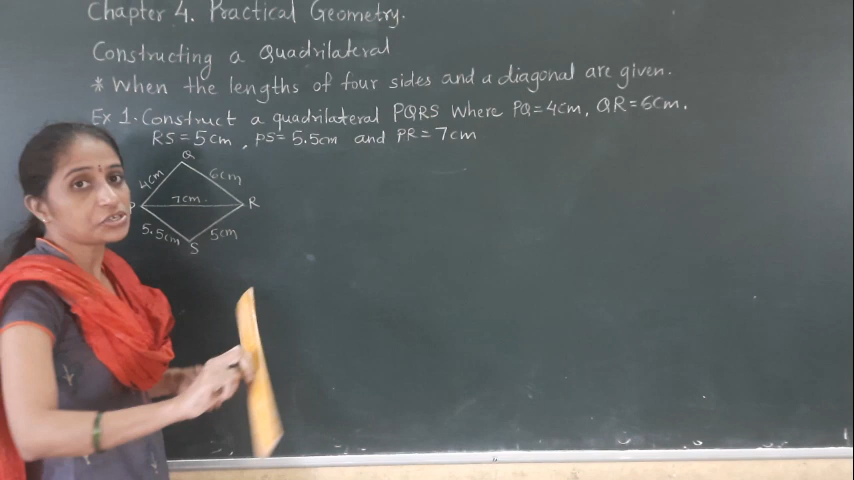 Chapter 4. Practical Geometry.
Constructing a Quadrilateral
* When the lengths of four sides and a diagonal are given.
Ex 1. Construct a quadrilateral PQRS where PQ=4cm, QR=6cm.
RS=5cm, PS=5.5cm and PR=7cm
Q
4cm 6cm
P 7cm. R
5.5cm 5cm
S